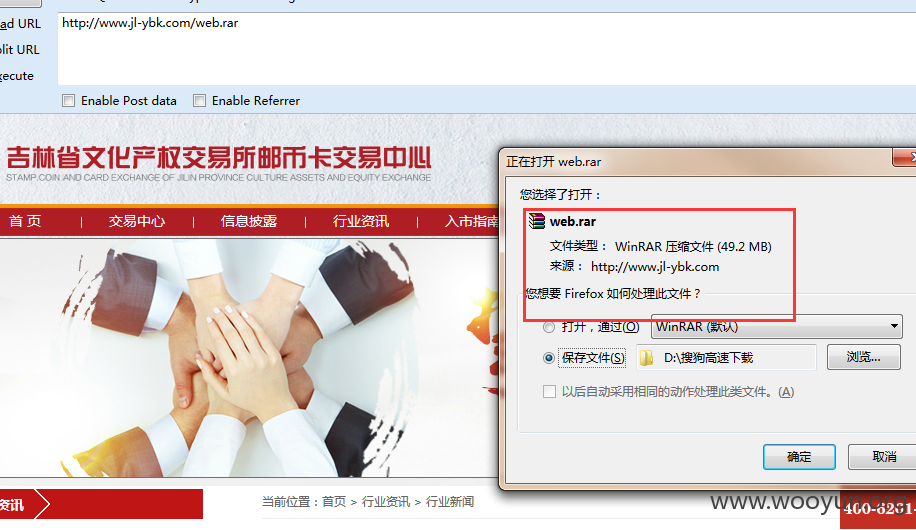 ad URL
http://www.jl-ybk.com/web.rar
plit URL
xecute
Enable Post data
Enable Referrer
吉林省文化产权交易所邮币卡交易中心
STAMP.COIN AND CARD EXCHANGE OF JILIN PROVINCE CULTURE ASSETS AND EQUITY EXCHANGE
首 页 | 交易中心 | 信息披露 | 行业资讯 | 入市指南
正在打开 web.rar
您选择了打开：
web.rar
文件类型： WinRAR 压缩文件 (49.2 MB)
来源： http://www.jl-ybk.com
您想要 Firefox 如何处理此文件？
打开，通过(O) WinRAR (默认)
保存文件(S) D:\搜狗高速下载 浏览...
以后自动采用相同的动作处理此类文件。(A)
确定 取消
资讯
当前位置：首页 > 行业资讯 > 行业新闻
www.wooyun.org
400-6261-